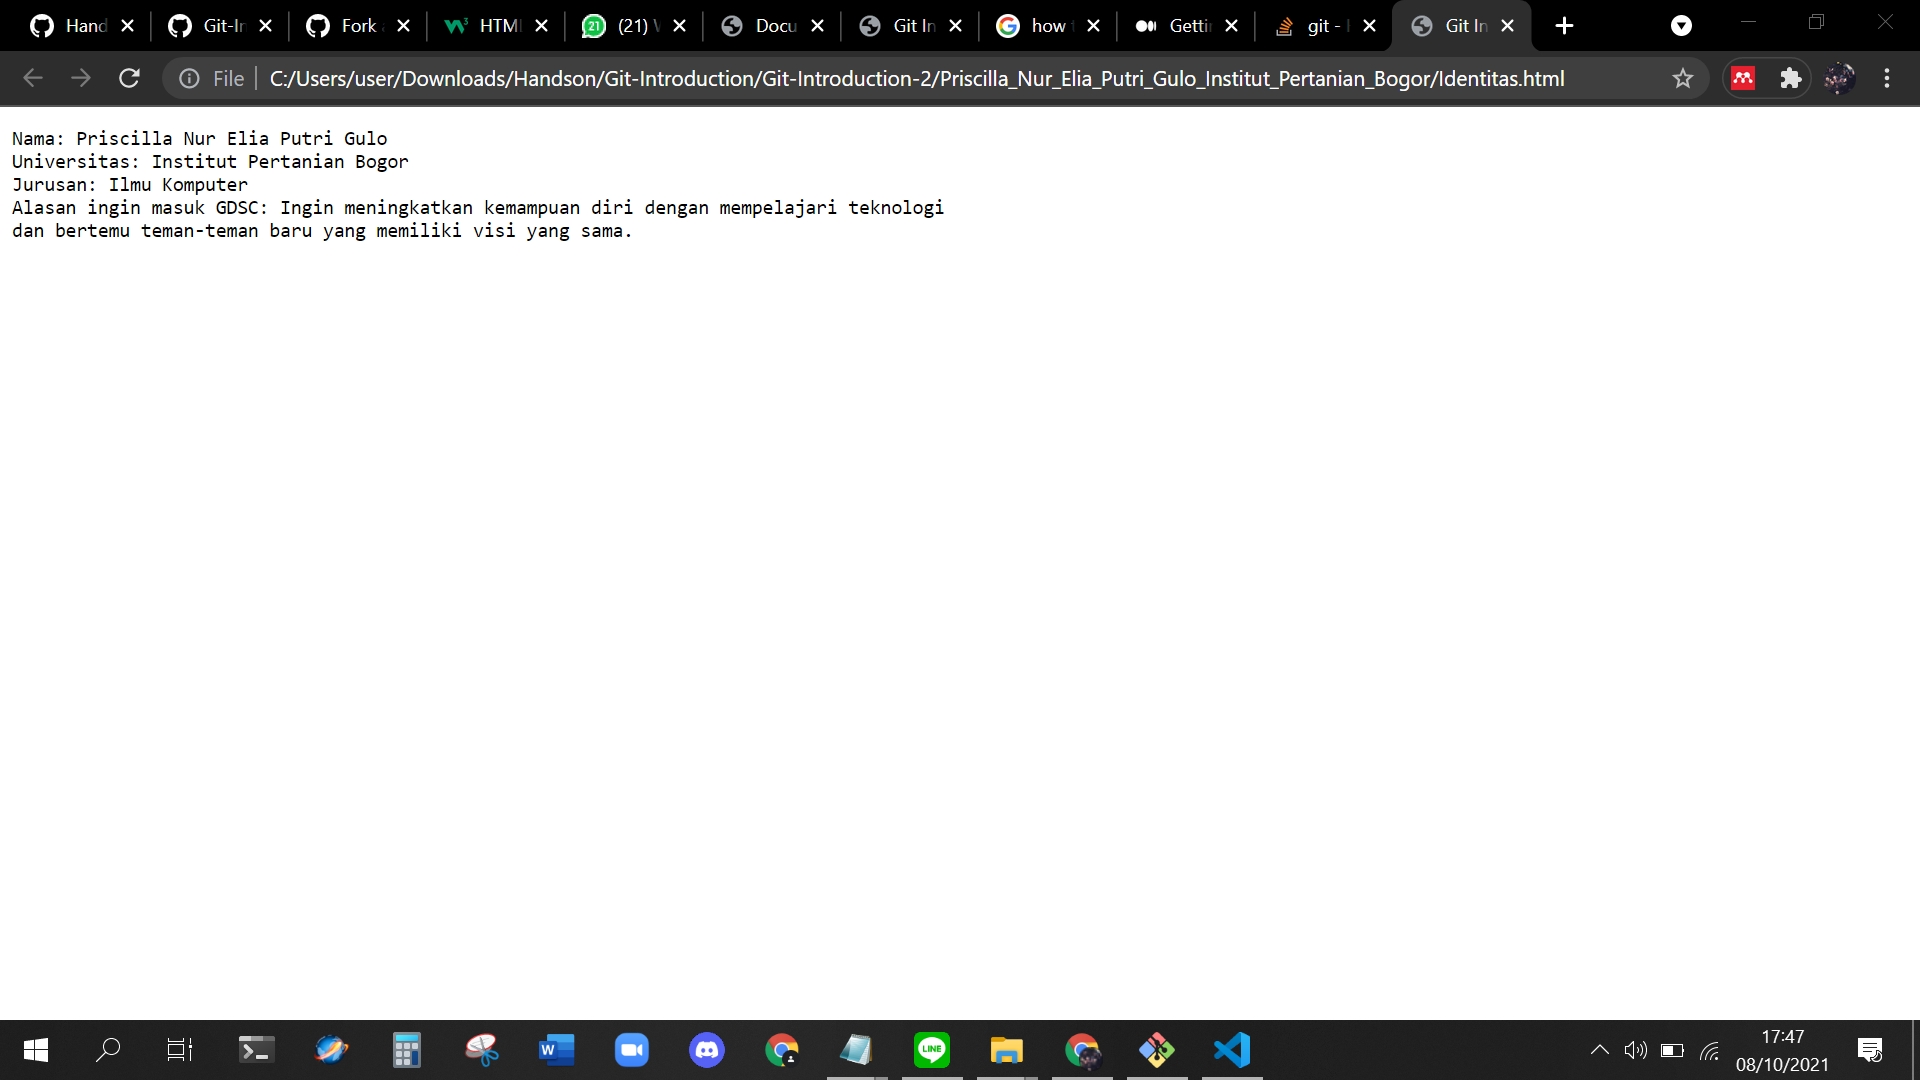 Hand
Git-In
Fork
HTML
(21)
Docu
Git In
how
Getti
git -
Git In
File
C:/Users/user/Downloads/Handson/Git-Introduction/Git-Introduction-2/Priscilla_Nur_Elia_Putri_Gulo_Institut_Pertanian_Bogor/Identitas.html
Nama: Priscilla Nur Elia Putri Gulo
Universitas: Institut Pertanian Bogor
Jurusan: Ilmu Komputer
Alasan ingin masuk GDSC: Ingin meningkatkan kemampuan diri dengan mempelajari teknologi
dan bertemu teman-teman baru yang memiliki visi yang sama.
LINE
17:47
08/10/2021